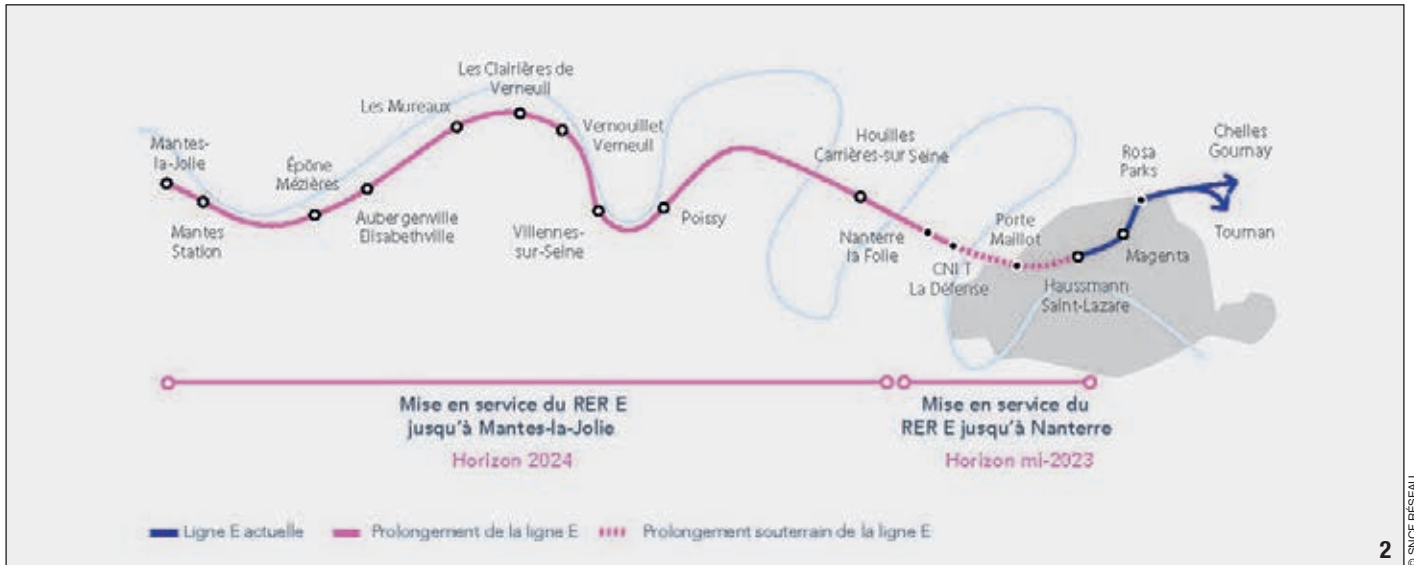 Mantes-
la-Jolie
Mantes
Station
Épône
Mézières
Aubergenville
Elisabethville
Les Mureaux
Les Clairières de
Verneuil
Vernouillet
Verneuil
Villennes-
sur-Seine
Poissy
Houilles
Carrières-sur Seine
Nanterre
la Folie
CNIT
La Défense
Porte
Maillot
Haussmann
Saint-Lazare
Magenta
Rosa
Parks
Chelles
Gournay
Tournan
Mise en service du RER E
jusqu'à Mantes-la-Jolie
Horizon 2024
Mise en service du
RER E jusqu'à Nanterre
Horizon mi-2023
Ligne E actuelle
Prolongement de la ligne E
Prolongement souterrain de la ligne E
2
© SNCF RÉSEAU